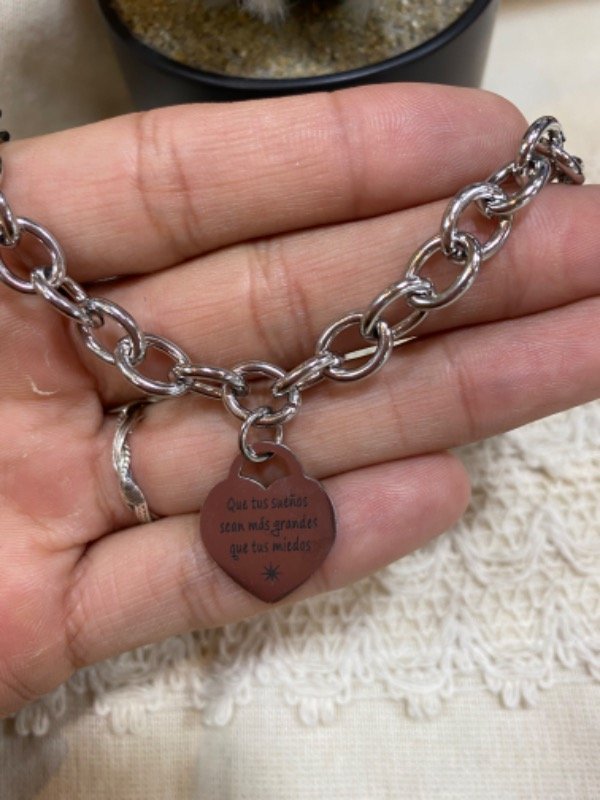 Que tus sueños
sean más grandes
que tus miedos